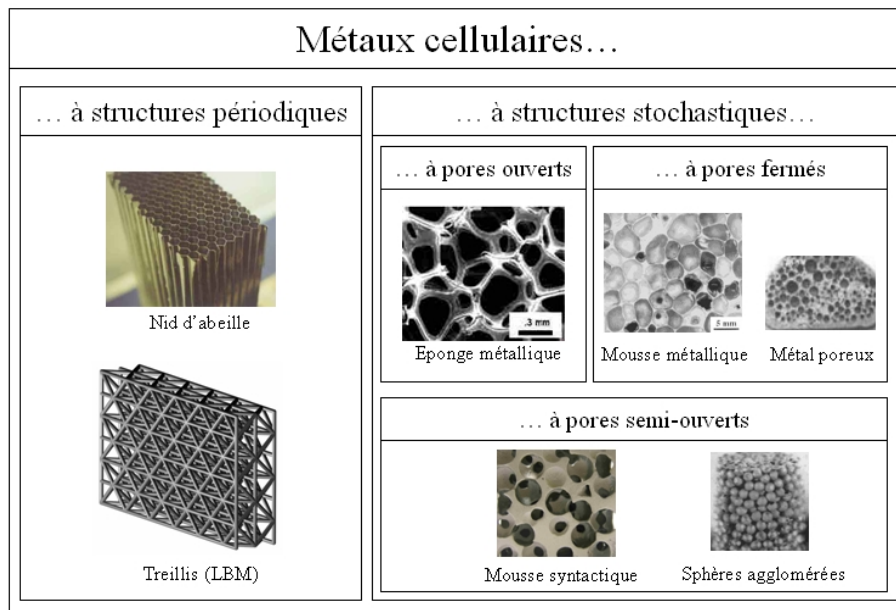 Métaux cellulaires…
… à structures périodiques
Nid d’abeille
Treillis (LBM)
… à structures stochastiques…
… à pores ouverts
.3 mm
Eponge métallique
… à pores fermés
5 mm
Mousse métallique
Métal poreux
… à pores semi-ouverts
Mousse syntactique
Sphères agglomérées